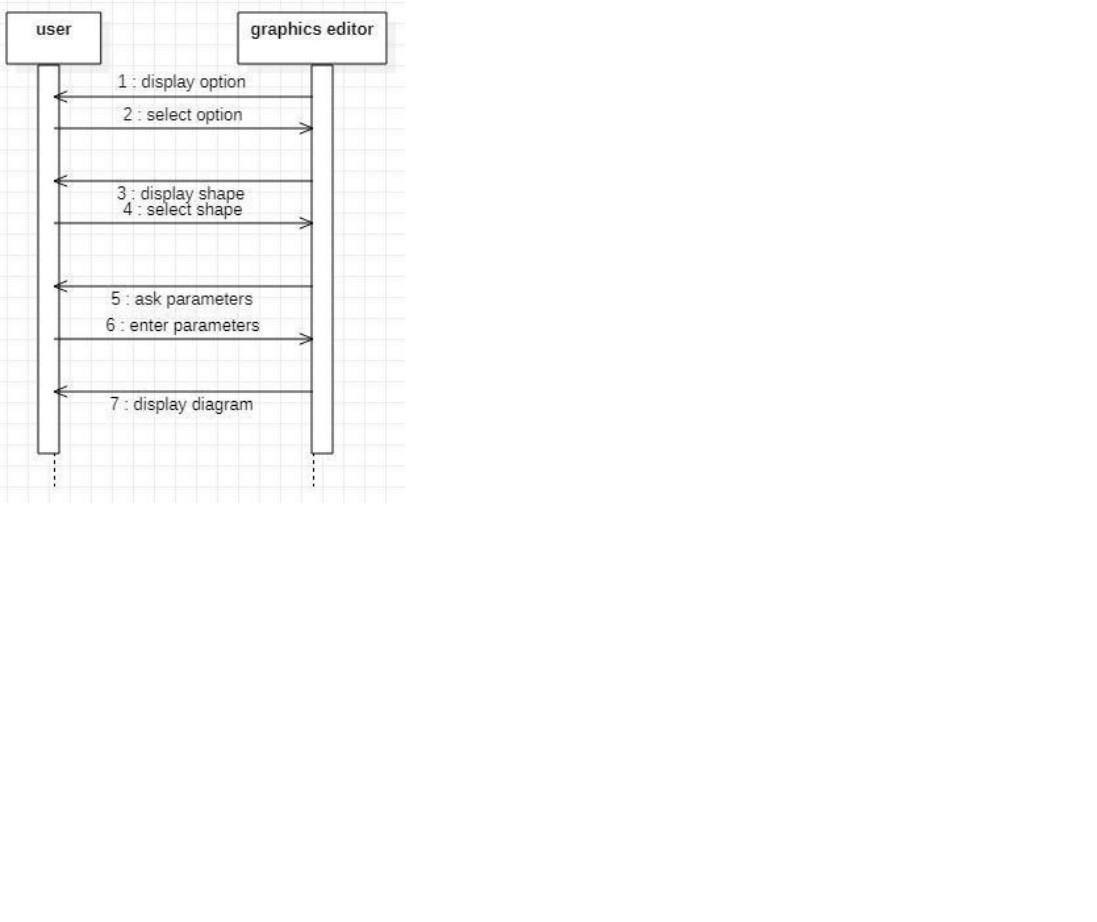 user
graphics editor
1 : display option
2 : select option
3 : display shape
4 : select shape
5 : ask parameters
6 : enter parameters
7 : display diagram